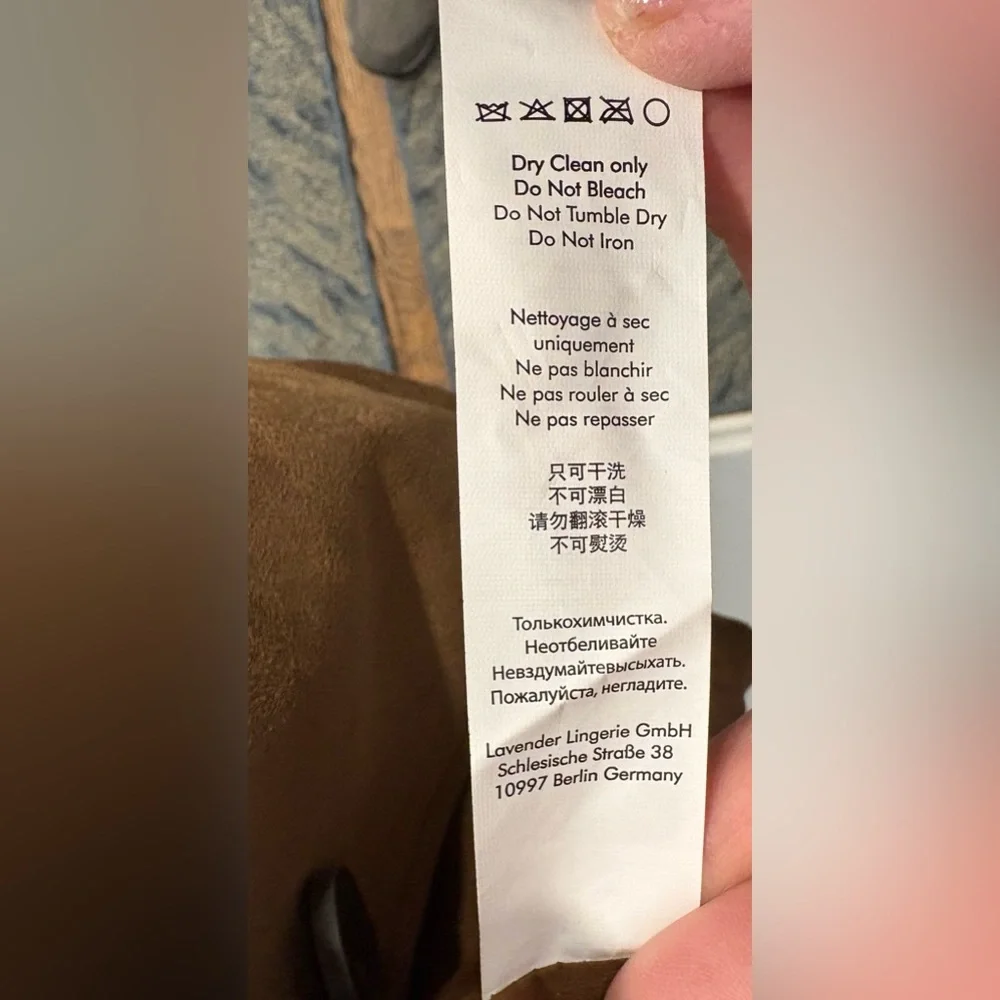 Dry Clean only
Do Not Bleach
Do Not Tumble Dry
Do Not Iron
Nettoyage à sec
uniquement
Ne pas blanchir
Ne pas rouler à sec
Ne pas repasser
只可干洗
不可漂白
请勿翻滚干燥
不可熨烫
Толькохимчистка.
Неотбеливайте
Невздумайтевысыхать.
Пожалуйста, негладите.
Lavender Lingerie GmbH
Schlesische Straße 38
10997 Berlin Germany